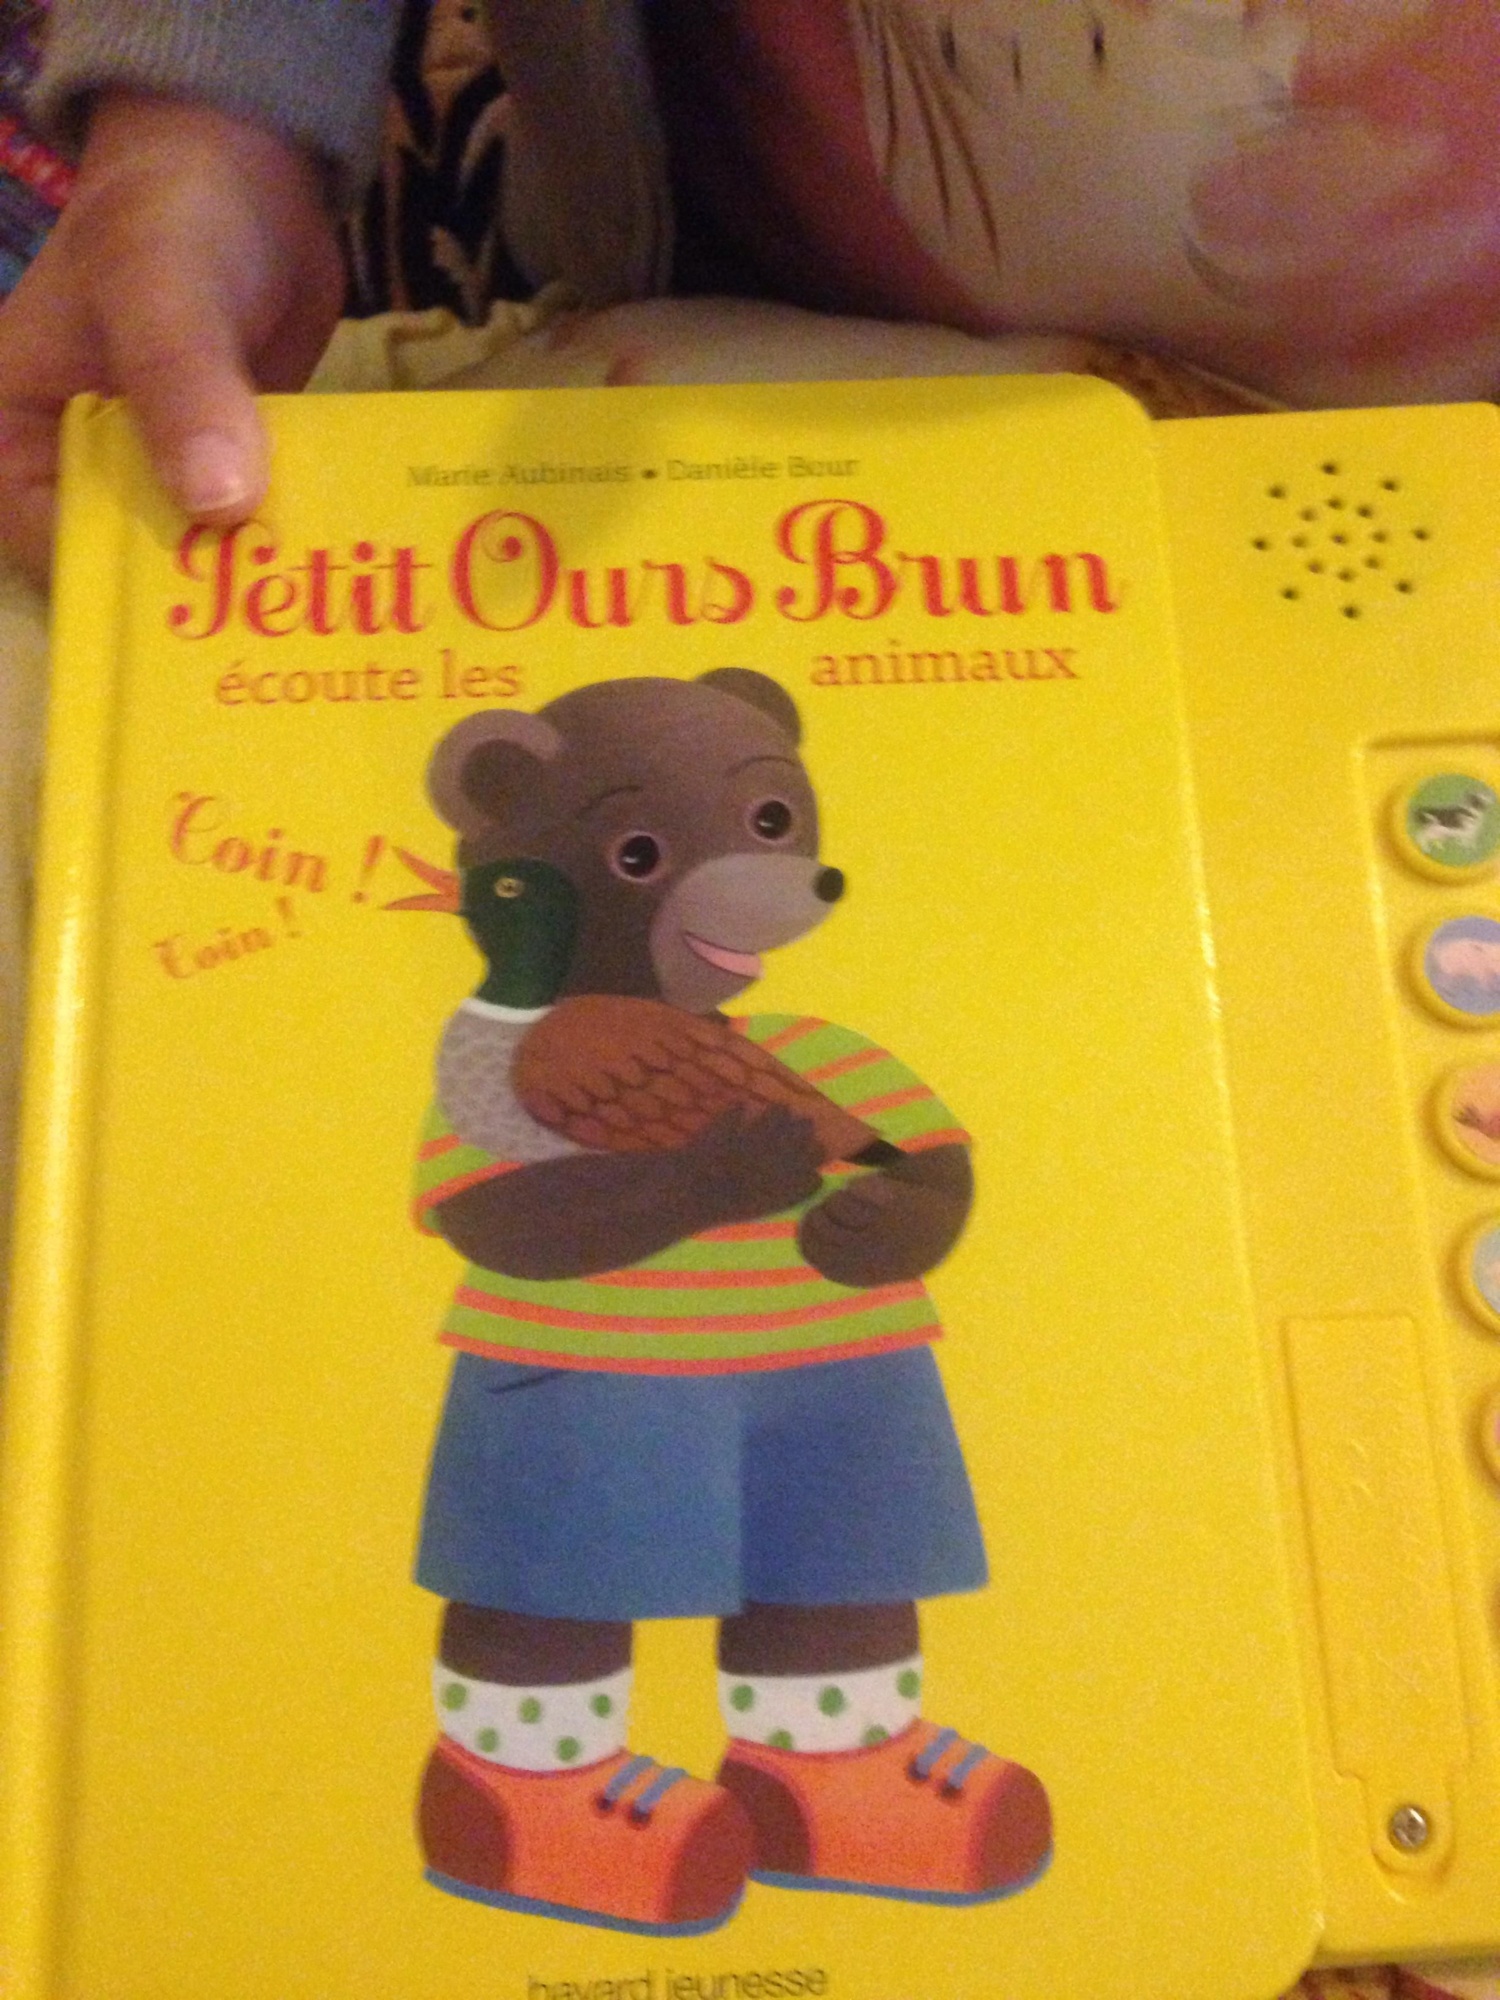 Marie Aubinais • Danièle Bour
Petit Ours Brun
écoute les animaux
Coin !
Coin !
bayard jeunesse